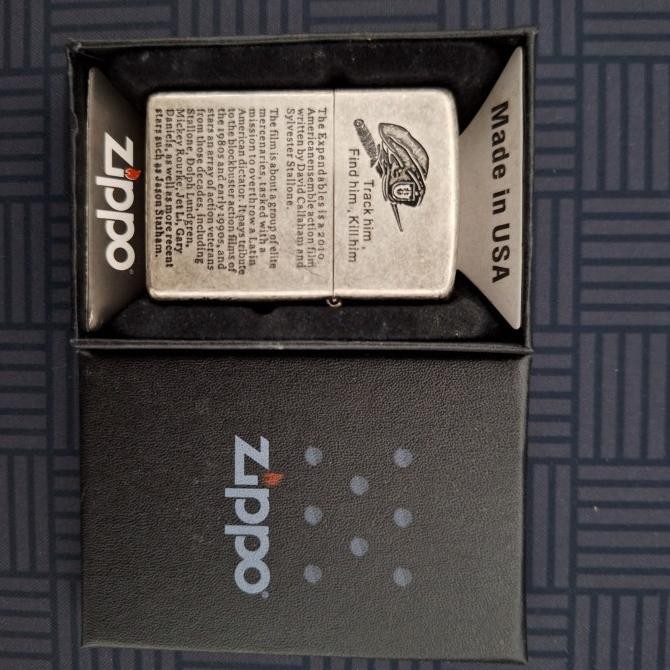 Made in USA
Track him,
Find him, Kill him
The Expendables is a 2010
American ensemble action film
written by David Callaham and
Sylvester Stallone.
The film is about a group of elite
mercenaries, tasked with a
mission to overthrow a Latin
American dictator. It pays tribute
to the blockbuster action films of
the 1980s and early 1990s, and
stars an array of action veterans
from those decades, including
Stallone, Dolph Lundgren,
Mickey Rourke, Jet Li, Gary
Daniels, as well as more recent
stars such as Jason Statham.
Zippo®
Zippo®